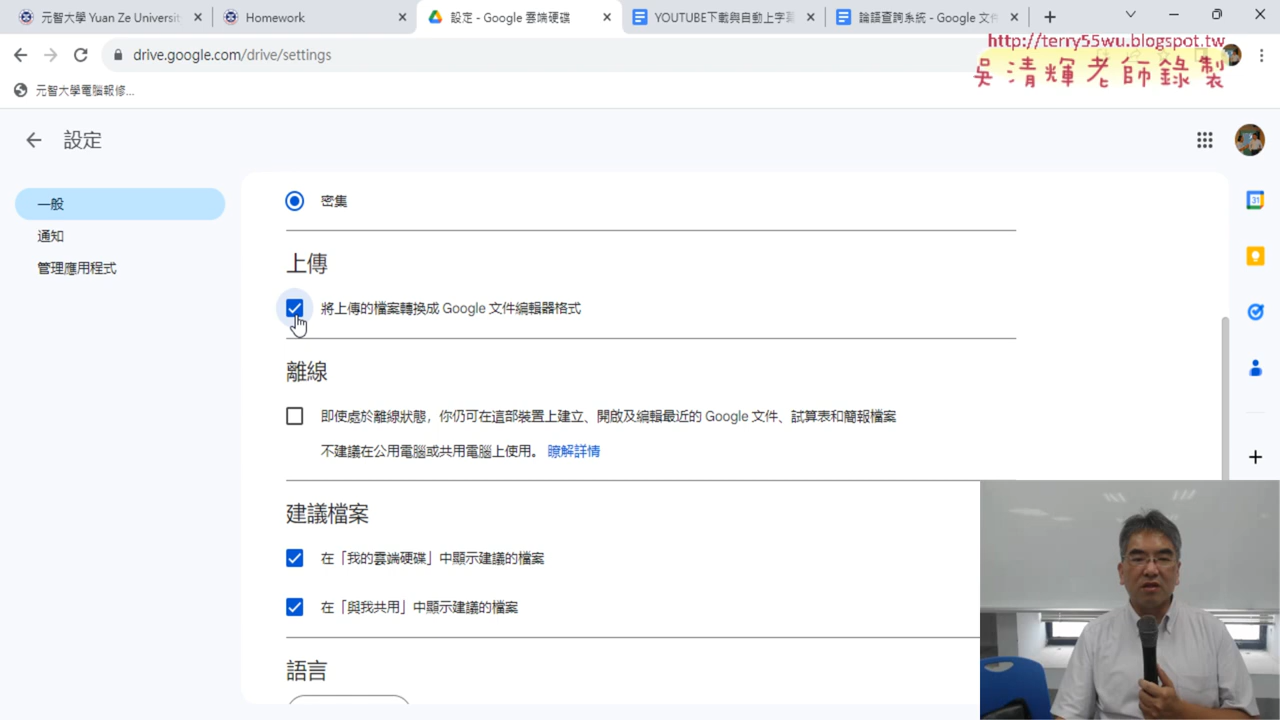 元智大學 Yuan Ze Universit
Homework
設定 - Google 雲端硬碟
YOUTUBE下載與自動上字幕
論語查詢系統 - Google 文件
drive.google.com/drive/settings
http://terry55wu.blogspot.tw
吳清輝老師錄製
元智大學電腦報修...
設定
一般
通知
管理應用程式
密集
上傳
將上傳的檔案轉換成 Google 文件編輯器格式
離線
即使處於離線狀態，你仍可在這部裝置上建立、開啟及編輯最近的 Google 文件、試算表和簡報檔案
不建議在公用電腦或共用電腦上使用。 瞭解詳情
建議檔案
在「我的雲端硬碟」中顯示建議的檔案
在「與我共用」中顯示建議的檔案
語言
31